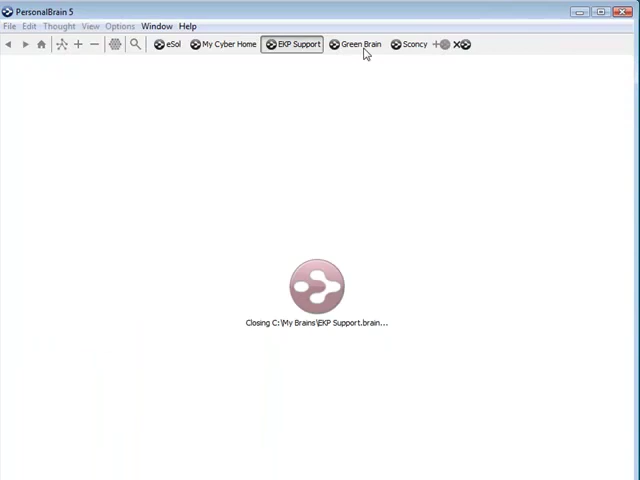 PersonalBrain 5
File Edit Thought View Options Window Help
eSol My Cyber Home EKP Support Green Brain Sconcy
Closing C:\My Brains\EKP Support.brain...